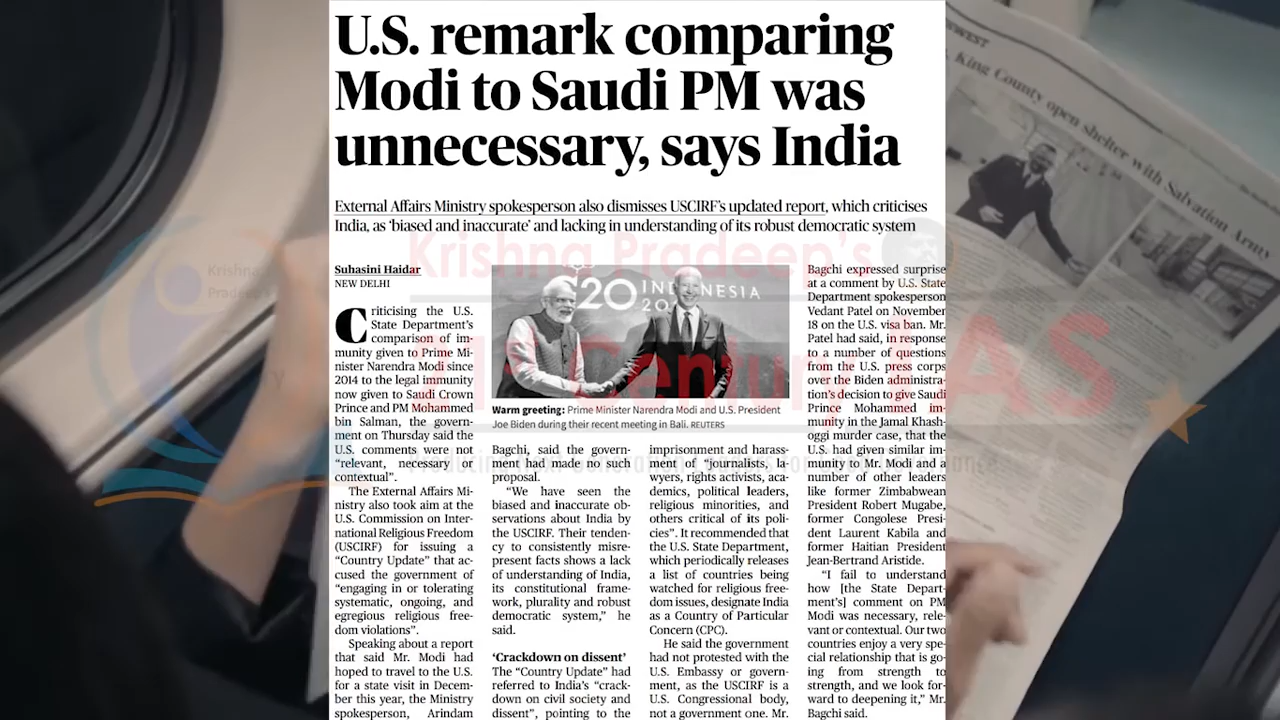 U.S. remark comparing
Modi to Saudi PM was
unnecessary, says India
External Affairs Ministry spokesperson also dismisses USCIRF's updated report, which criticises
India, as 'biased and inaccurate' and lacking in understanding of its robust democratic system
Suhasini Haidar
NEW DELHI
Criticising the U.S.
State Department's
comparison of im-
munity given to Prime Mi-
nister Narendra Modi since
2014 to the legal immunity
now given to Saudi Crown
Prince and PM Mohammed
bin Salman, the govern-
ment on Thursday said the
U.S. comments were not
"relevant, necessary or
contextual".
The External Affairs Mi-
nistry also took aim at the
U.S. Commission on Inter-
national Religious Freedom
(USCIRF) for issuing a
"Country Update" that ac-
cused the government of
"engaging in or tolerating
systematic, ongoing, and
egregious religious free-
dom violations".
Speaking about a report
that said Mr. Modi had
hoped to travel to the U.S.
for a state visit in Decem-
ber this year, the Ministry
spokesperson, Arindam
G20 INDONESIA
Warm greeting: Prime Minister Narendra Modi and U.S. President
Joe Biden during their recent meeting in Bali. REUTERS
Bagchi, said the govern-
ment had made no such
proposal.
"We have seen the
biased and inaccurate ob-
servations about India by
the USCIRF. Their tenden-
cy to consistently misre-
present facts shows a lack
of understanding of India,
its constitutional frame-
work, plurality and robust
democratic system," he
said.
'Crackdown on dissent'
The "Country Update" had
referred to India's "crack-
down on civil society and
dissent", pointing to the
imprisonment and harass-
ment of "journalists, la-
wyers, rights activists, aca-
demics, political leaders,
religious minorities, and
others critical of its poli-
cies". It recommended that
the U.S. State Department,
which periodically releases
a list of countries being
watched for religious free-
dom issues, designate India
as a Country of Particular
Concern (CPC).
He said the government
had not protested with the
U.S. Embassy or govern-
ment, as the USCIRF is a
U.S. Congressional body,
not a government one. Mr.
Bagchi expressed surprise
at a comment by U.S. State
Department spokesperson
Vedant Patel on November
18 on the U.S. visa ban. Mr.
Patel had said, in response
to a number of questions
from the U.S. press corps
over the Biden administra-
tion's decision to give Saudi
Prince Mohammed im-
munity in the Jamal Khash-
oggi murder case, that the
U.S. had given similar im-
munity to Mr. Modi and a
number of other leaders
like former Zimbabwean
President Robert Mugabe,
former Congolese Presi-
dent Laurent Kabila and
former Haitian President
Jean-Bertrand Aristide.
"I fail to understand
how [the State Depart-
ment's] comment on PM
Modi was necessary, rele-
vant or contextual. Our two
countries enjoy a very spe-
cial relationship that is go-
ing from strength to
strength, and we look for-
ward to deepening it," Mr.
Bagchi said.
Krishna Pradeep's
21st Century IAS
King County open shelter with Salvation Army